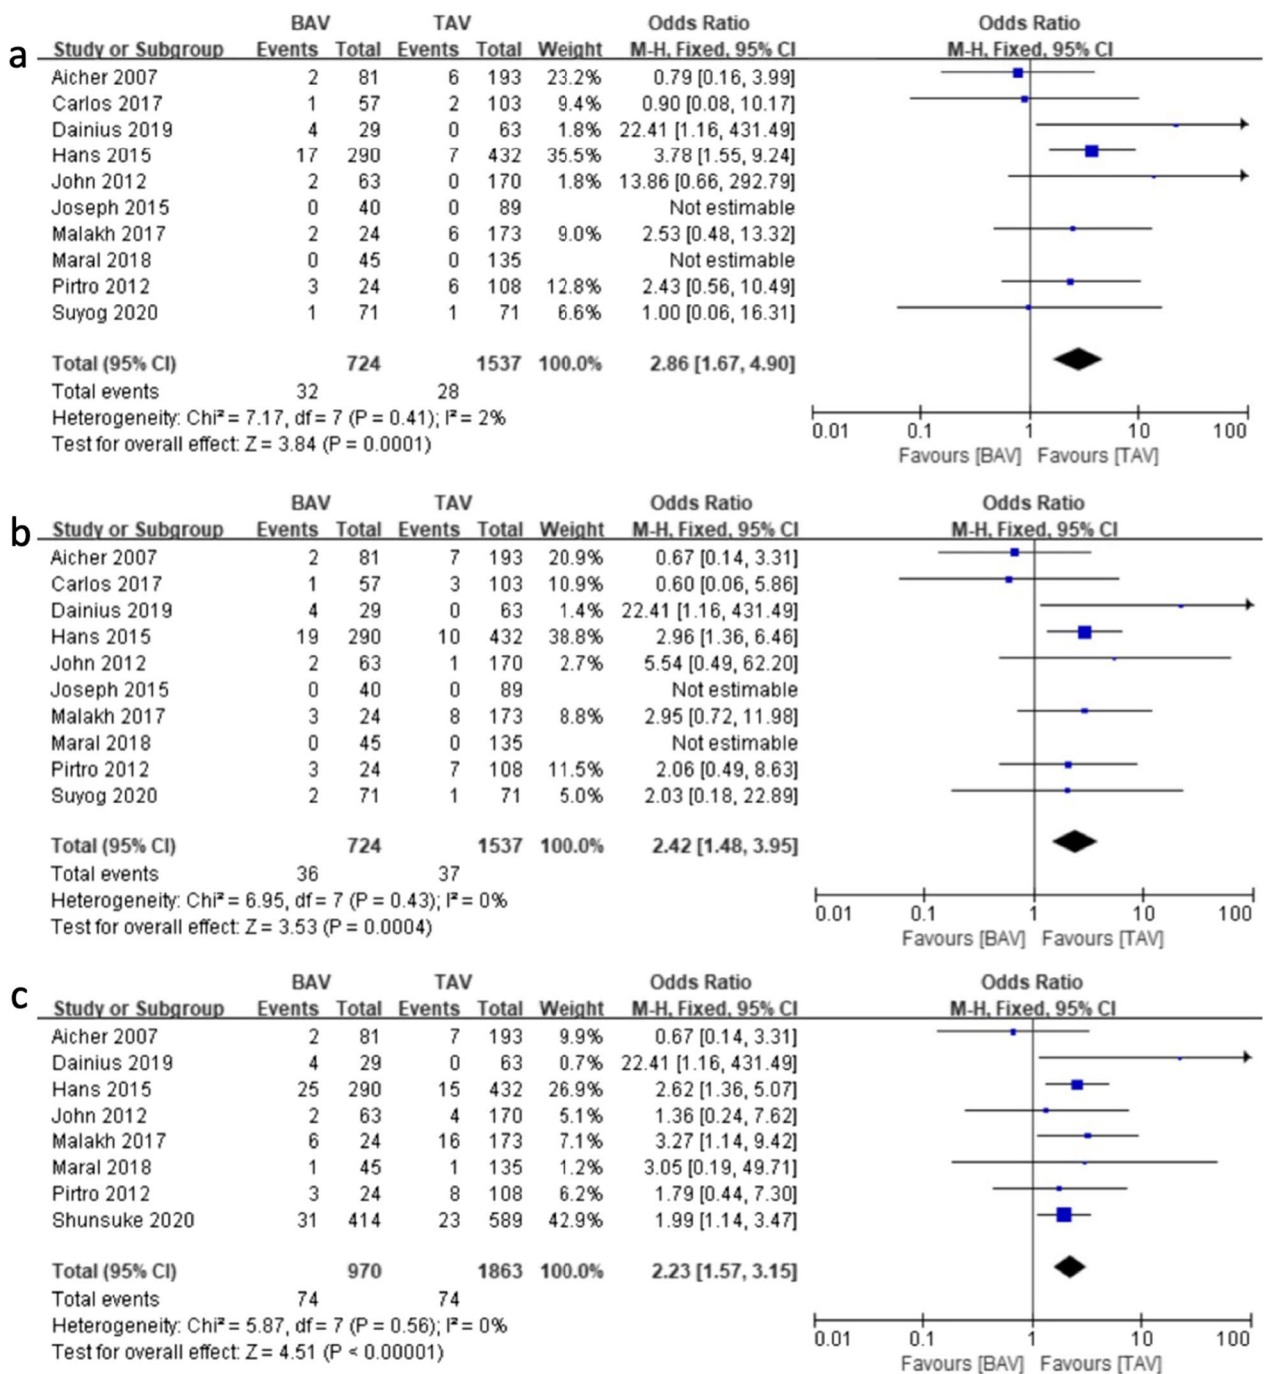 a
BAV TAV Odds Ratio Odds Ratio
Study or Subgroup Events Total Events Total Weight M-H, Fixed, 95% CI M-H, Fixed, 95% CI
Aicher 2007 2 81 6 193 23.2% 0.79 [0.16, 3.99]
Carlos 2017 1 57 2 103 9.4% 0.90 [0.08, 10.17]
Dainius 2019 4 29 0 63 1.8% 22.41 [1.16, 431.49]
Hans 2015 17 290 7 432 35.5% 3.78 [1.55, 9.24]
John 2012 2 63 0 170 1.8% 13.86 [0.66, 292.79]
Joseph 2015 0 40 0 89 Not estimable
Malakh 2017 2 24 6 173 9.0% 2.53 [0.48, 13.32]
Maral 2018 0 45 0 135 Not estimable
Pirtro 2012 3 24 6 108 12.8% 2.43 [0.56, 10.49]
Suyog 2020 1 71 1 71 6.6% 1.00 [0.06, 16.31]
Total (95% CI) 724 1537 100.0% 2.86 [1.67, 4.90]
Total events 32 28
Heterogeneity: Chi² = 7.17, df = 7 (P = 0.41); I² = 2%
Test for overall effect: Z = 3.84 (P = 0.0001)
0.01 0.1 1 10 100
Favours [BAV] Favours [TAV]
b
BAV TAV Odds Ratio Odds Ratio
Study or Subgroup Events Total Events Total Weight M-H, Fixed, 95% CI M-H, Fixed, 95% CI
Aicher 2007 2 81 7 193 20.9% 0.67 [0.14, 3.31]
Carlos 2017 1 57 3 103 10.9% 0.60 [0.06, 5.86]
Dainius 2019 4 29 0 63 1.4% 22.41 [1.16, 431.49]
Hans 2015 19 290 10 432 38.8% 2.96 [1.36, 6.46]
John 2012 2 63 1 170 2.7% 5.54 [0.49, 62.20]
Joseph 2015 0 40 0 89 Not estimable
Malakh 2017 3 24 8 173 8.8% 2.95 [0.72, 11.98]
Maral 2018 0 45 0 135 Not estimable
Pirtro 2012 3 24 7 108 11.5% 2.06 [0.49, 8.63]
Suyog 2020 2 71 1 71 5.0% 2.03 [0.18, 22.89]
Total (95% CI) 724 1537 100.0% 2.42 [1.48, 3.95]
Total events 36 37
Heterogeneity: Chi² = 6.95, df = 7 (P = 0.43); I² = 0%
Test for overall effect: Z = 3.53 (P = 0.0004)
0.01 0.1 1 10 100
Favours [BAV] Favours [TAV]
c
BAV TAV Odds Ratio Odds Ratio
Study or Subgroup Events Total Events Total Weight M-H, Fixed, 95% CI M-H, Fixed, 95% CI
Aicher 2007 2 81 7 193 9.9% 0.67 [0.14, 3.31]
Dainius 2019 4 29 0 63 0.7% 22.41 [1.16, 431.49]
Hans 2015 25 290 15 432 26.9% 2.62 [1.36, 5.07]
John 2012 2 63 4 170 5.1% 1.36 [0.24, 7.62]
Malakh 2017 6 24 16 173 7.1% 3.27 [1.14, 9.42]
Maral 2018 1 45 1 135 1.2% 3.05 [0.19, 49.71]
Pirtro 2012 3 24 8 108 6.2% 1.79 [0.44, 7.30]
Shunsuke 2020 31 414 23 589 42.9% 1.99 [1.14, 3.47]
Total (95% CI) 970 1863 100.0% 2.23 [1.57, 3.15]
Total events 74 74
Heterogeneity: Chi² = 5.87, df = 7 (P = 0.56); I² = 0%
Test for overall effect: Z = 4.51 (P < 0.00001)
0.01 0.1 1 10 100
Favours [BAV] Favours [TAV]